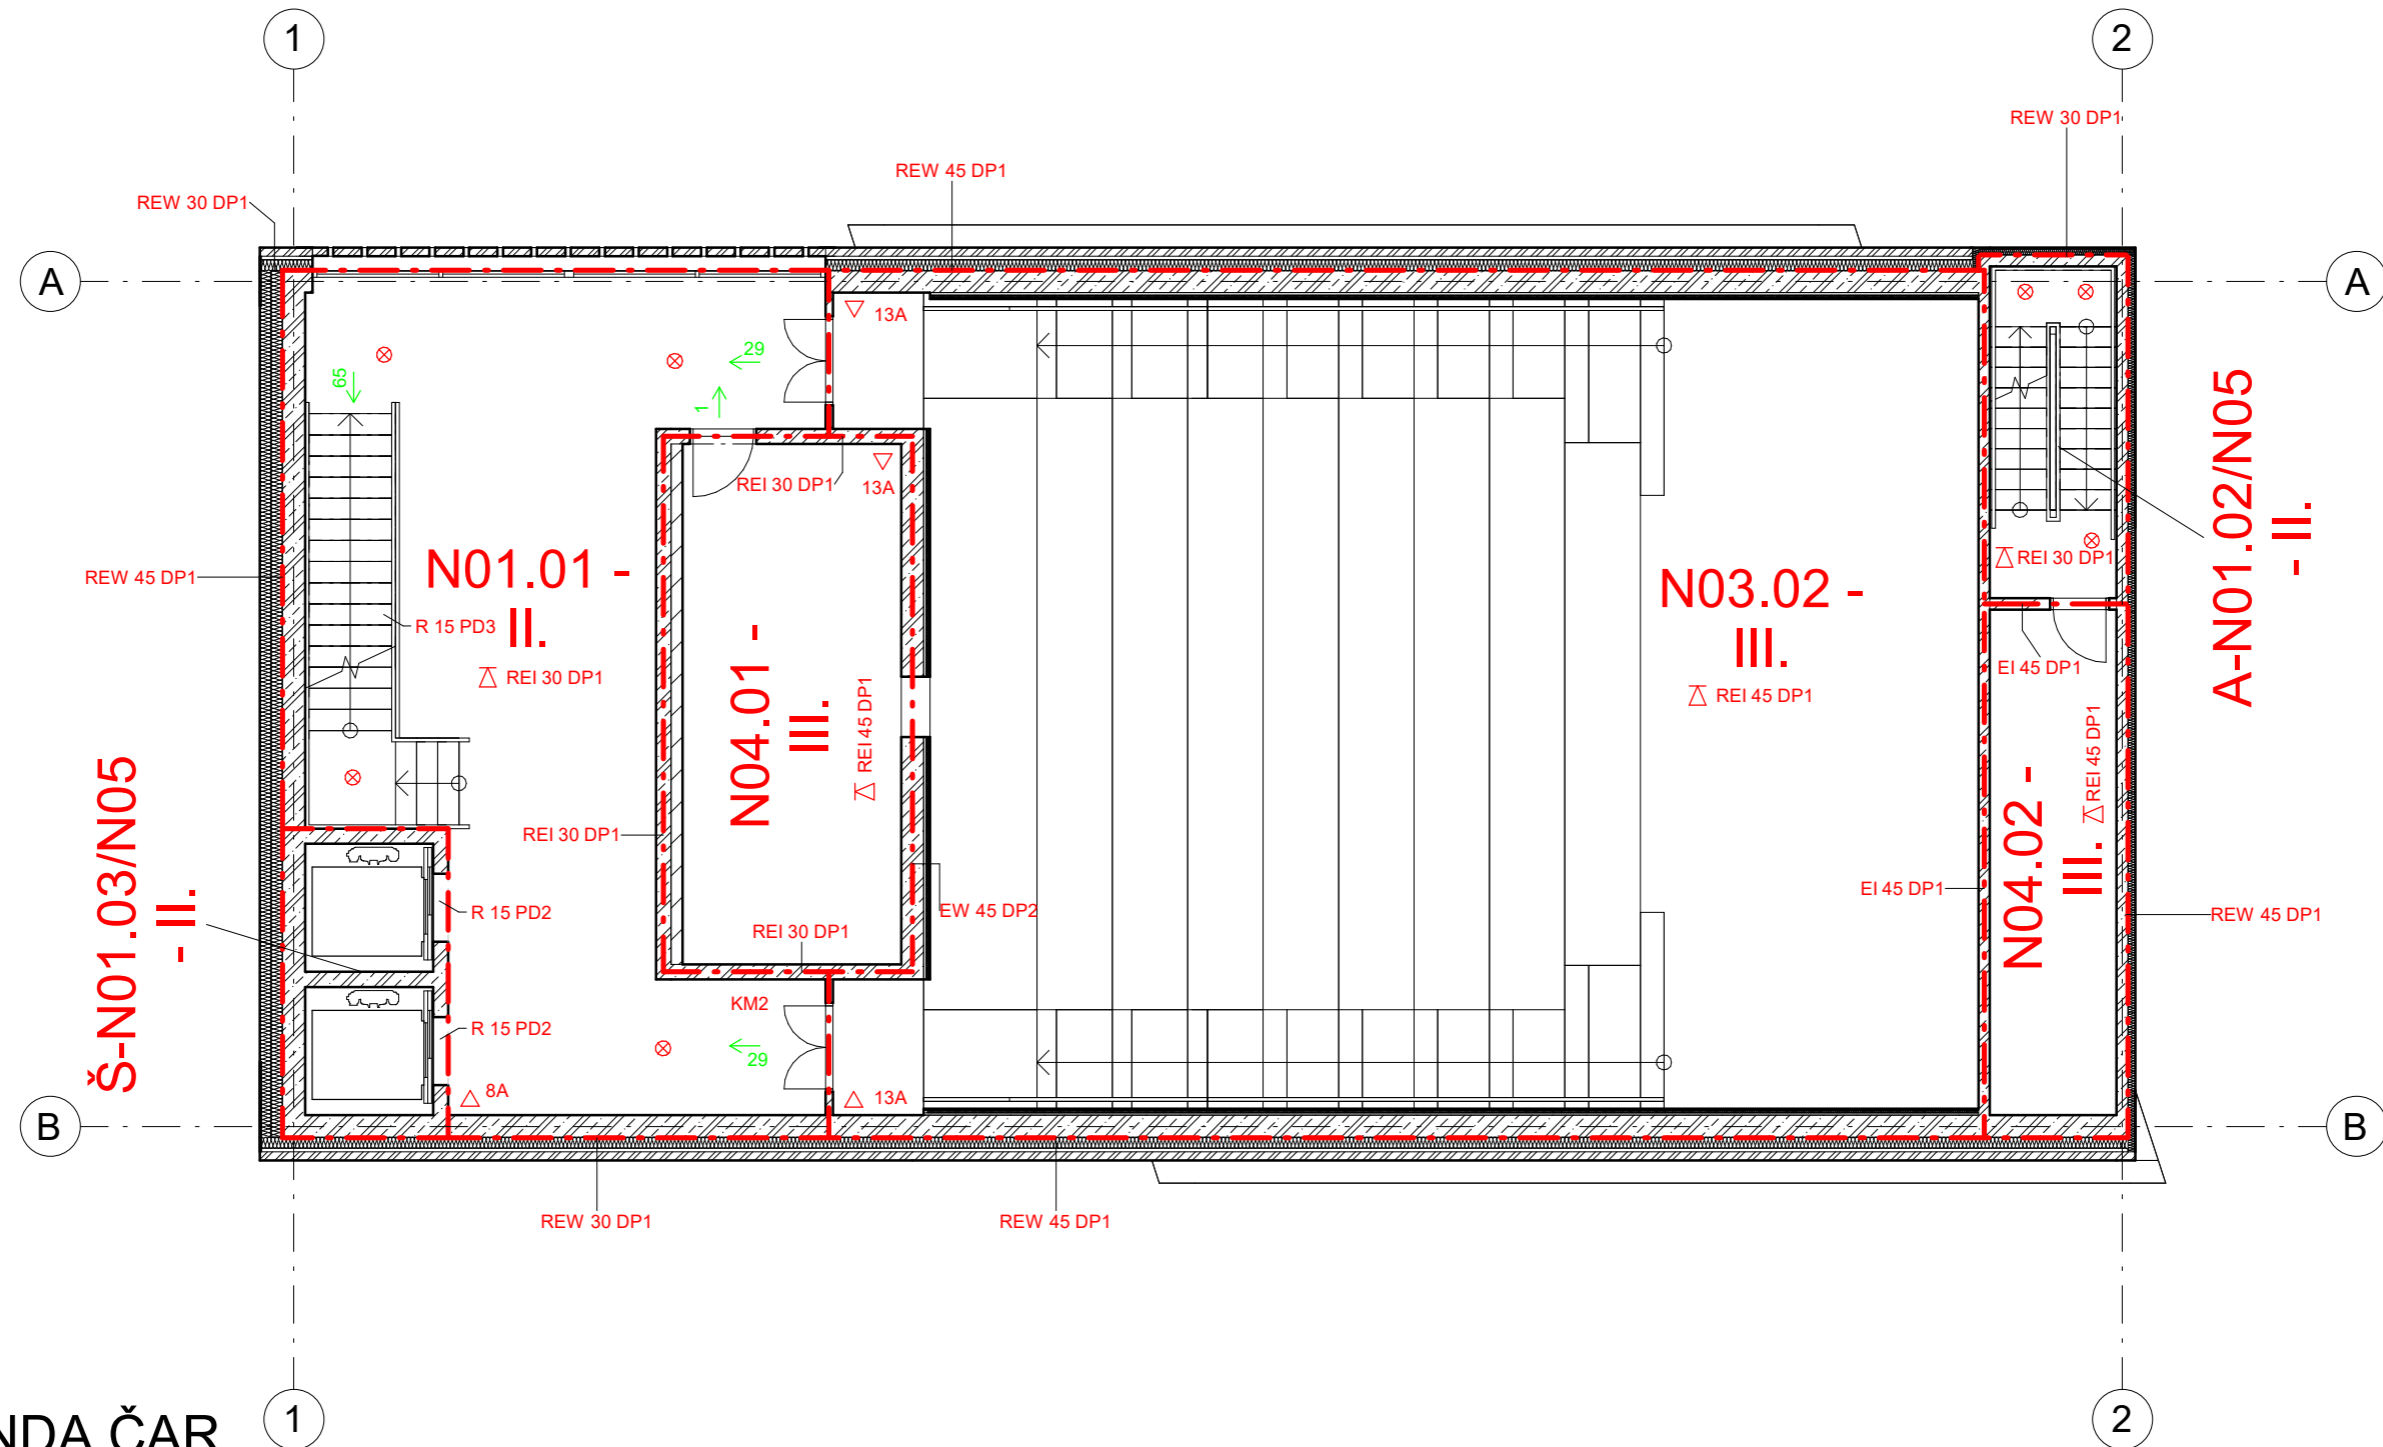 1
2
REW 30 DP1
REW 45 DP1
REW 30 DP1
A
A
13A
29
65
1
REI 30 DP1
13A
N01.01 -
II.
REI 30 DP1
R 15 PD3
REW 45 DP1
N04.01 -
III.
REI 45 DP1
N03.02 -
III.
REI 45 DP1
REI 30 DP1
A-N01.02/N05
- II.
EI 45 DP1
REI 45 DP1
N04.02 -
III.
EI 45 DP1
REW 45 DP1
Š-N01.03/N05
- II.
REI 30 DP1
R 15 PD2
EW 45 DP2
REI 30 DP1
KM2
R 15 PD2
29
8A
13A
B
B
REW 30 DP1
REW 45 DP1
1
2
NDA ČAR